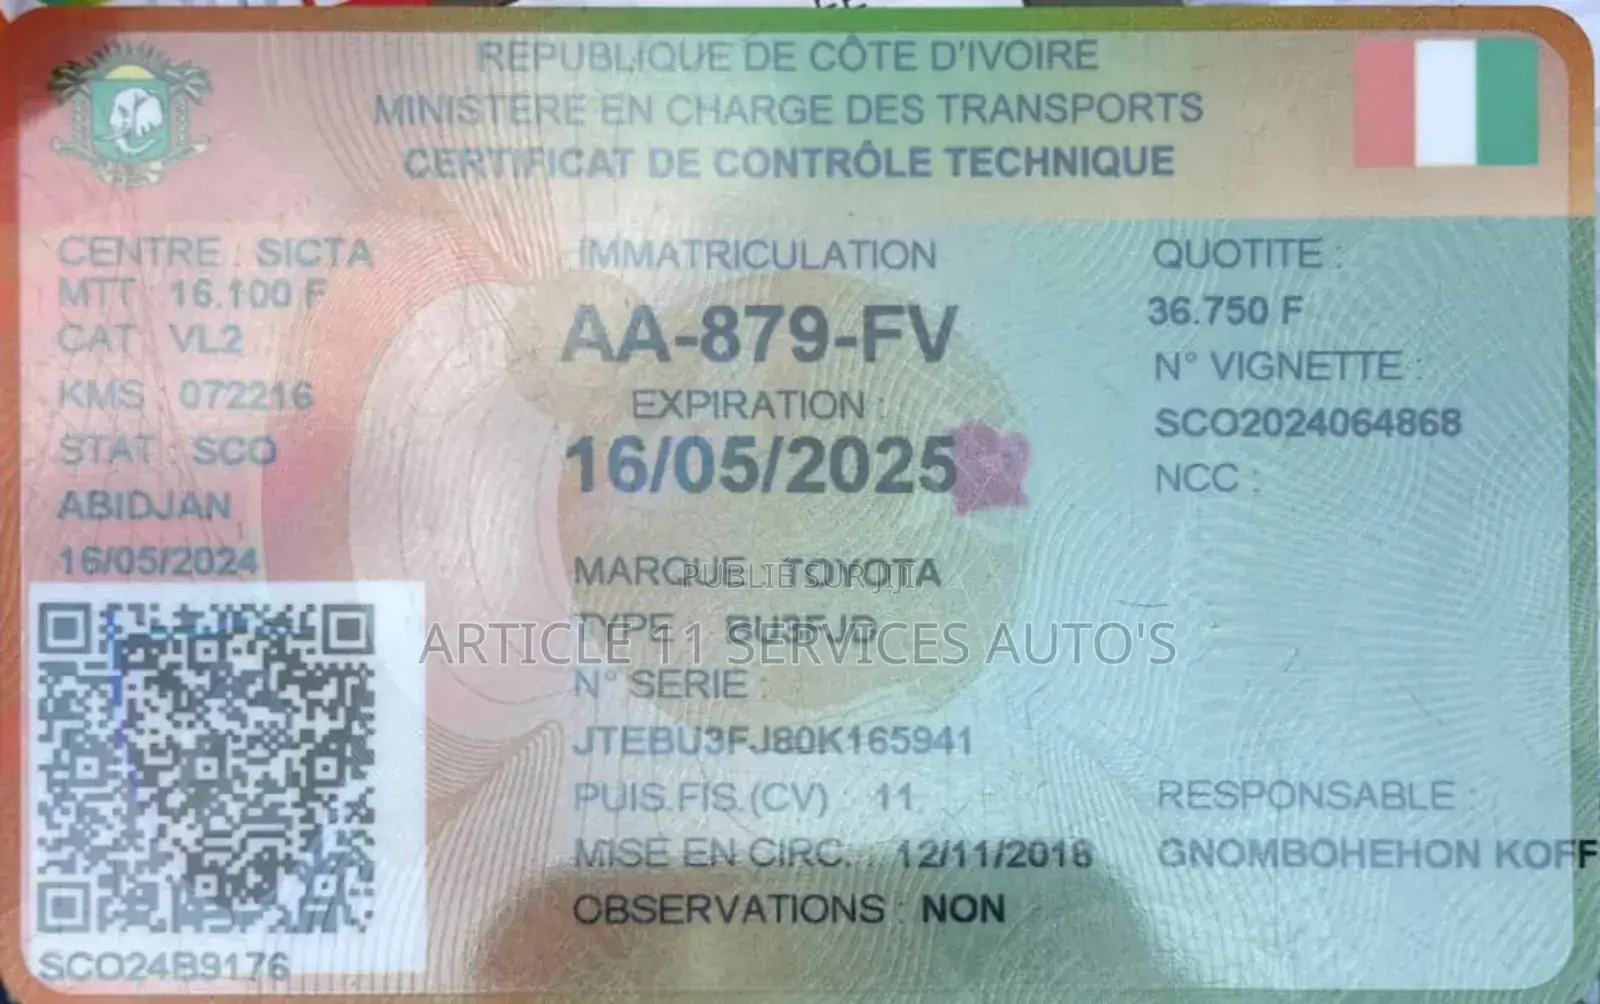 RÉPUBLIQUE DE CÔTE D'IVOIRE
MINISTERE EN CHARGE DES TRANSPORTS
CERTIFICAT DE CONTRÔLE TECHNIQUE
CENTRE : SICTA
MTT : 16.100 F
CAT : VL2
KMS : 072216
STAT : SCO
ABIDJAN
16/05/2024
SCO24B9176
IMMATRICULATION
AA-879-FV
EXPIRATION :
16/05/2025
MARQUE : TOYOTA
PUBLIÉ SUR JIJI
TYPE :
ARTICLE 11 SERVICES AUTO'S
N° SERIE :
JTEBU3FJ80K165941
PUIS.FIS.(CV) : 11
MISE EN CIRC. : 12/11/2018
OBSERVATIONS : NON
QUOTITE :
36.750 F
N° VIGNETTE :
SCO2024064868
NCC :
RESPONSABLE :
GNOMBOHEHON KOFF